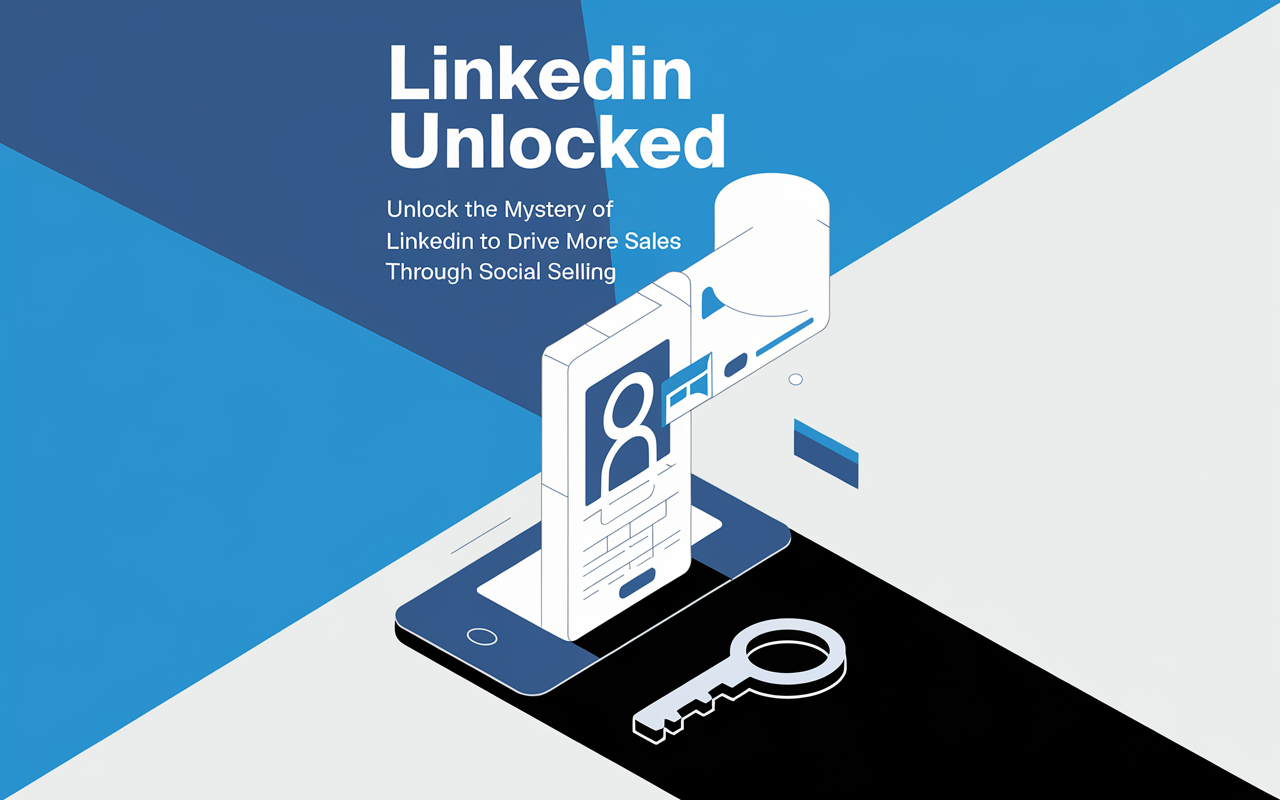 Linkedin
Unlocked
Unlock the Mystery of
Linkedin to Drive More Sales
Through Social Selling